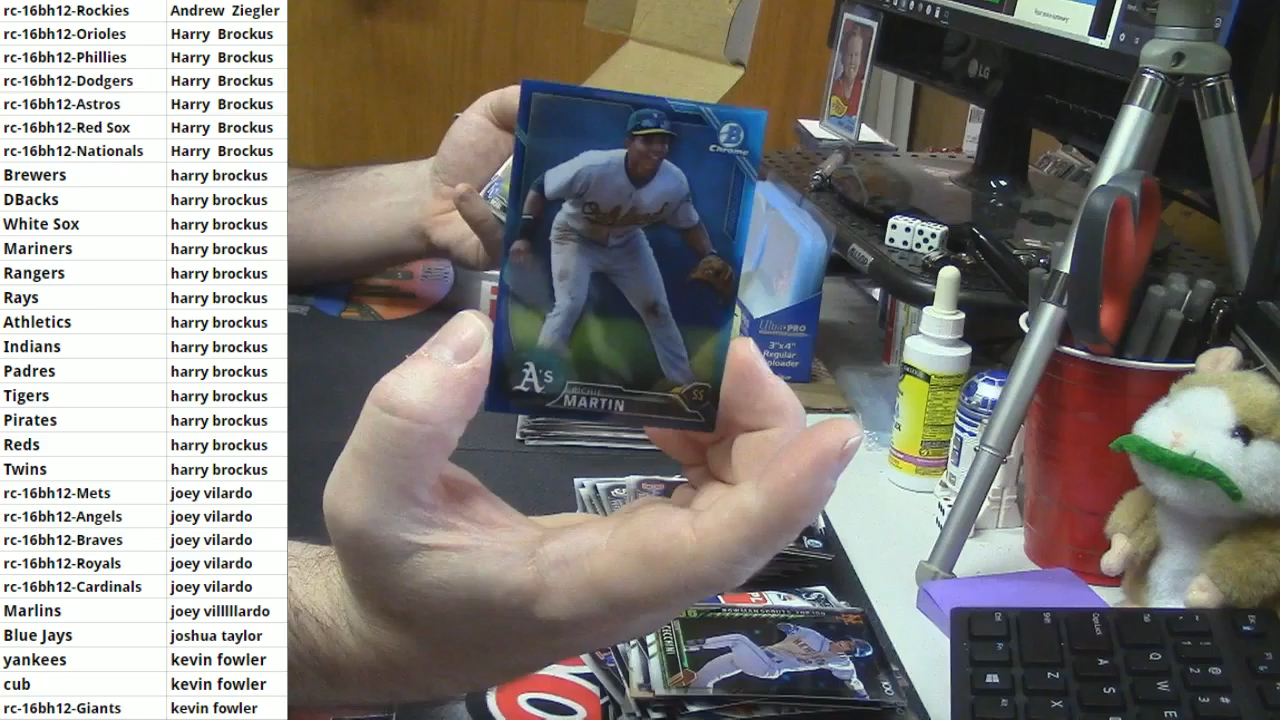 rc-16bh12-Rockies Andrew Ziegler
rc-16bh12-Orioles Harry Brockus
rc-16bh12-Phillies Harry Brockus
rc-16bh12-Dodgers Harry Brockus
rc-16bh12-Astros Harry Brockus
rc-16bh12-Red Sox Harry Brockus
rc-16bh12-Nationals Harry Brockus
Brewers harry brockus
DBacks harry brockus
White Sox harry brockus
Mariners harry brockus
Rangers harry brockus
Rays harry brockus
Athletics harry brockus
Indians harry brockus
Padres harry brockus
Tigers harry brockus
Pirates harry brockus
Reds harry brockus
Twins harry brockus
rc-16bh12-Mets joey vilardo
rc-16bh12-Angels joey vilardo
rc-16bh12-Braves joey vilardo
rc-16bh12-Royals joey vilardo
rc-16bh12-Cardinals joey vilardo
Marlins joey villlllardo
Blue Jays joshua taylor
yankees kevin fowler
cub kevin fowler
rc-16bh12-Giants kevin fowler
B
Chrome
A's
RICHIE
MARTIN
SS
LG
Ultra PRO
3"x4"
Regular
CECCHINI